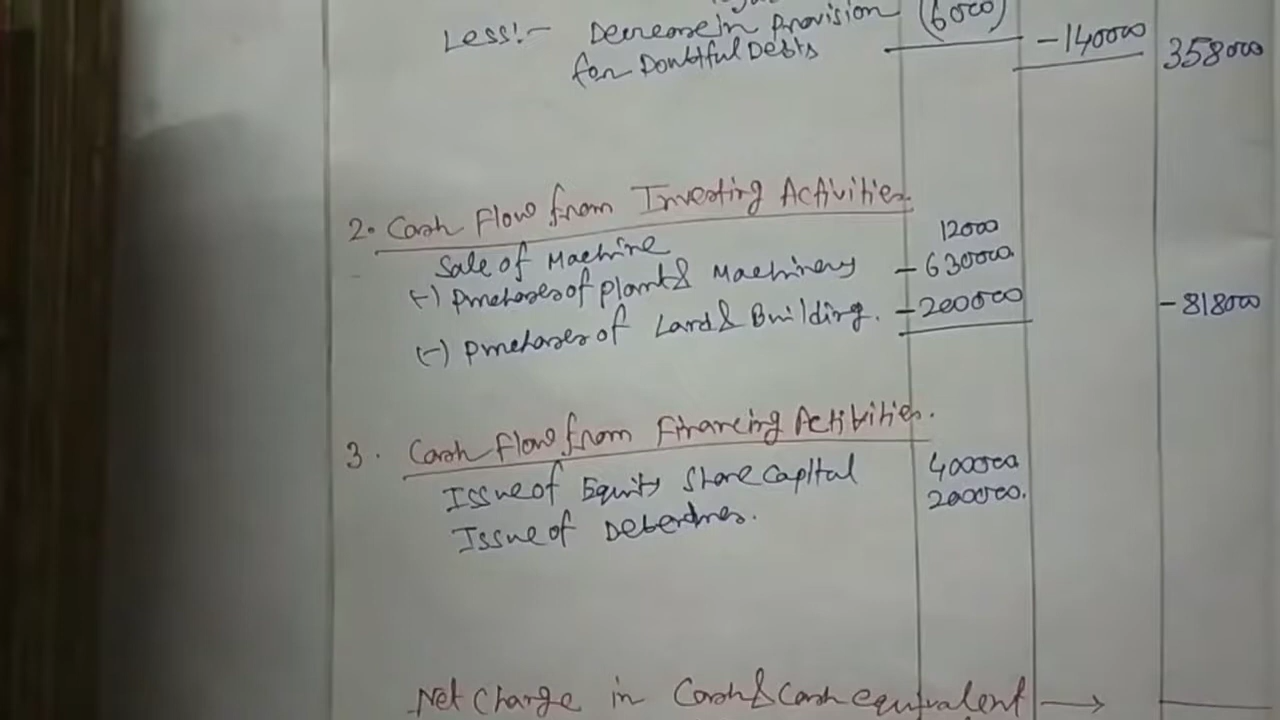 Less:- Decrease in Provision (6000)
for Doubtful Debts -140000 358000
2. Cash Flow from Investing Activities.
Sale of Machine 12000
(-) Purchases of Plant & Machinery -630000
(-) Purchases of Land & Building. -200000 -818000
3. Cash Flow from Financing Activities.
Issue of Equity Share Capital 400000
Issue of Debentures. 200000.
Net Change in Cash & Cash equivalent →